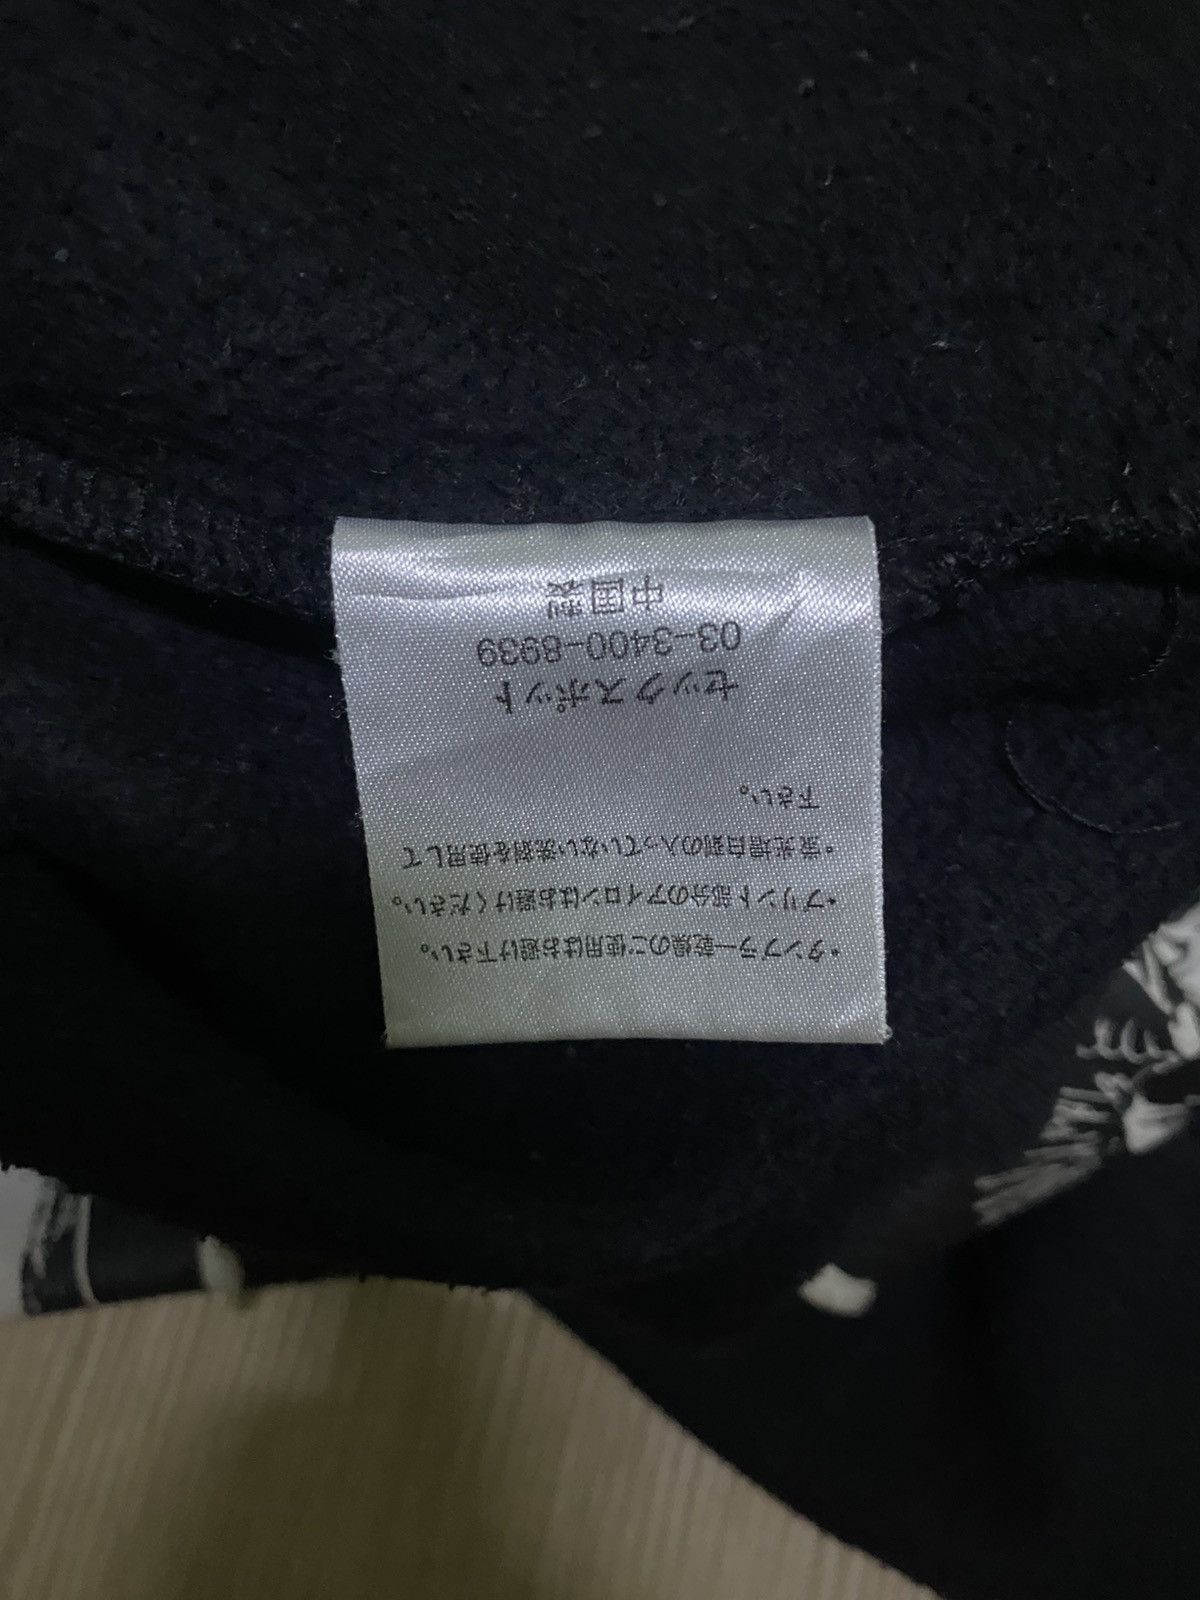 *タンブラー乾燥のご使用はお避け下さい。
*プリント部分のアイロンはお避けください。
*蛍光増白剤の入っていない洗剤を使用して
下さい。
セックスポット
03-3400-8939
中国製